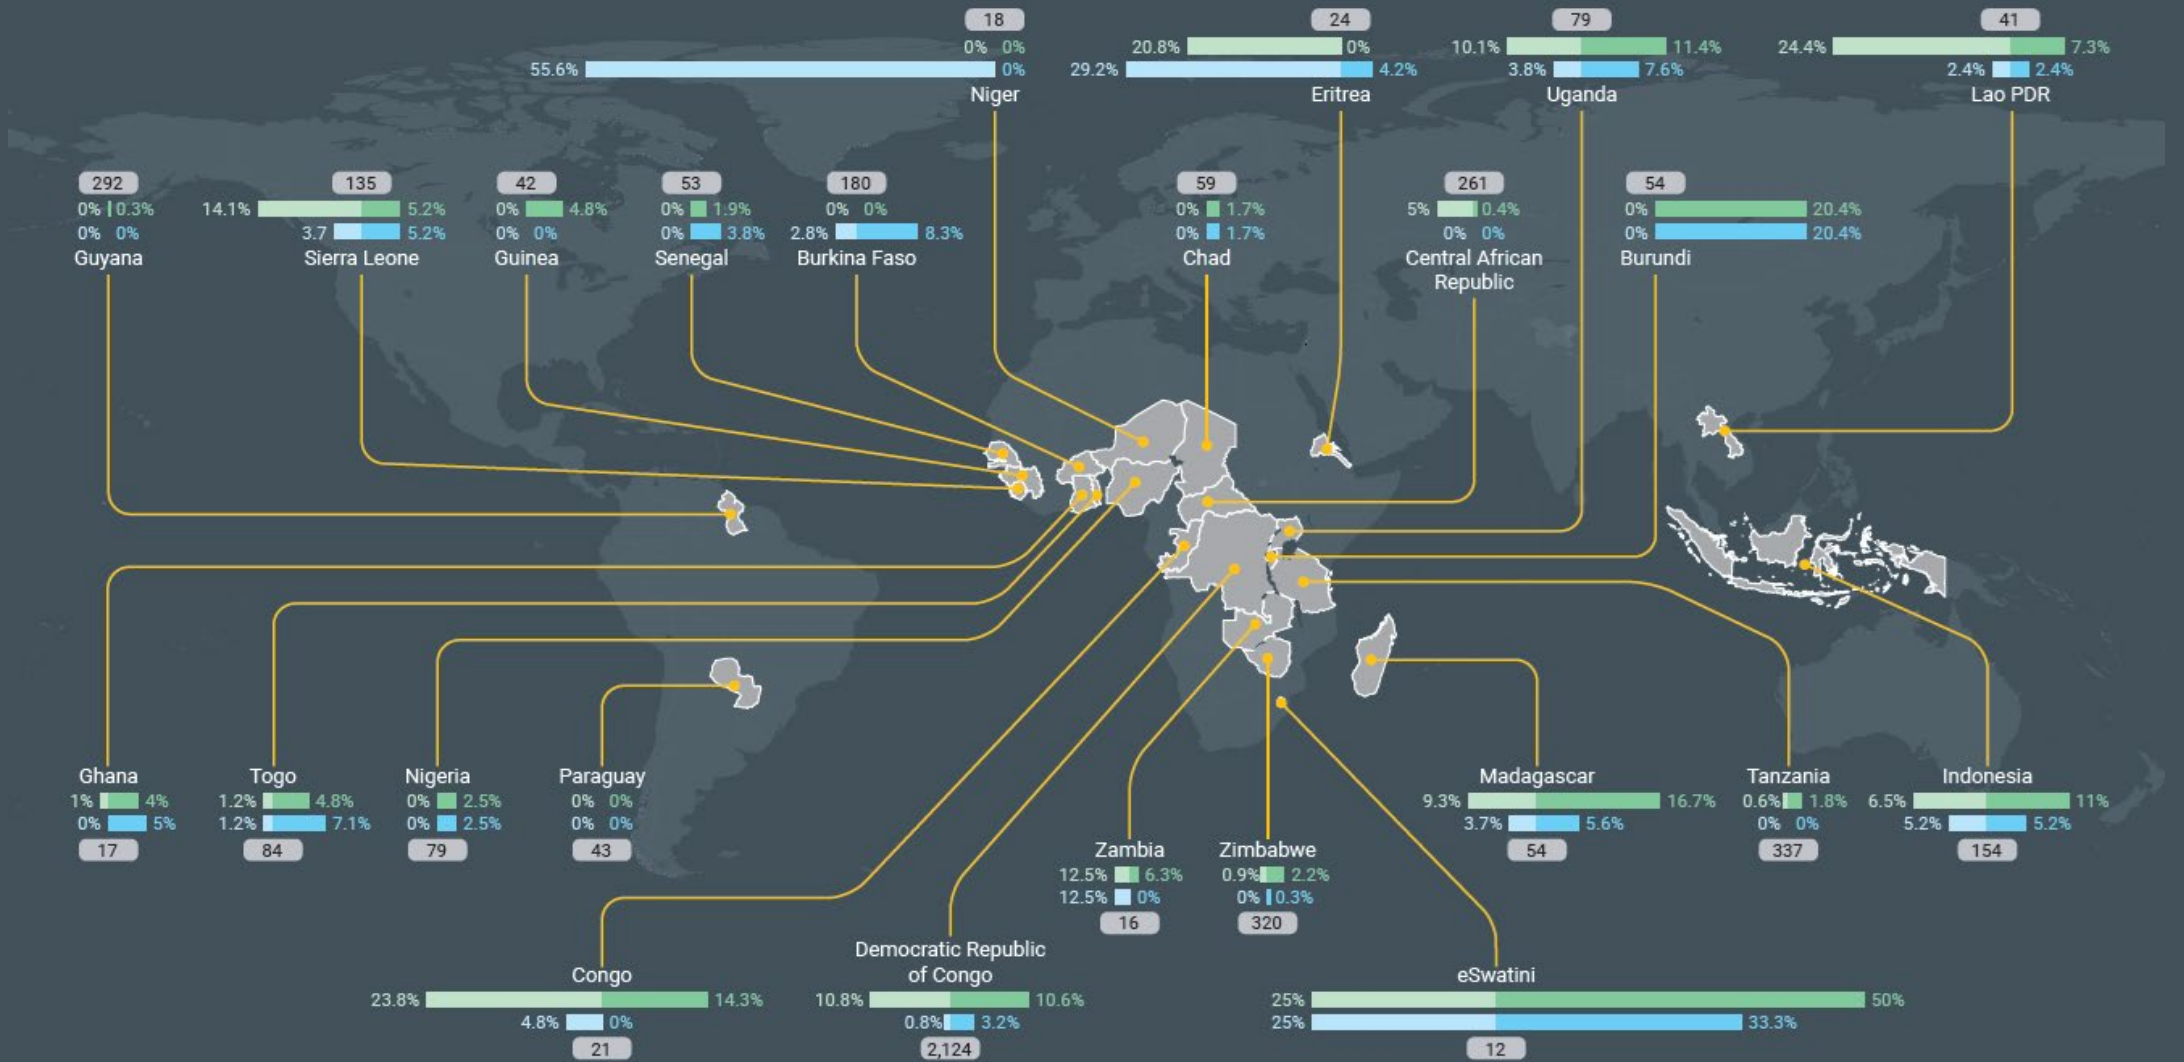 18
0% 0%
55.6% 0%
Niger
24
20.8% 0%
29.2% 4.2%
Eritrea
79
10.1% 11.4%
3.8% 7.6%
Uganda
41
24.4% 7.3%
2.4% 2.4%
Lao PDR
292
0% 0.3%
0% 0%
Guyana
135
14.1% 5.2%
3.7 5.2%
Sierra Leone
42
0% 4.8%
0% 0%
Guinea
53
0% 1.9%
0% 3.8%
Senegal
180
0% 0%
2.8% 8.3%
Burkina Faso
59
0% 1.7%
0% 1.7%
Chad
261
5% 0.4%
0% 0%
Central African
Republic
54
0% 20.4%
0% 20.4%
Burundi
Ghana
1% 4%
0% 5%
17
Togo
1.2% 4.8%
1.2% 7.1%
84
Nigeria
0% 2.5%
0% 2.5%
79
Paraguay
0% 0%
0% 0%
43
Zambia
12.5% 6.3%
12.5% 0%
16
Zimbabwe
0.9% 2.2%
0% 0.3%
320
Madagascar
9.3% 16.7%
3.7% 5.6%
54
Tanzania
0.6% 1.8%
0% 0%
337
Indonesia
6.5% 11%
5.2% 5.2%
154
Congo
23.8% 14.3%
4.8% 0%
21
Democratic Republic
of Congo
10.8% 10.6%
0.8% 3.2%
2,124
eSwatini
25% 50%
25% 33.3%
12